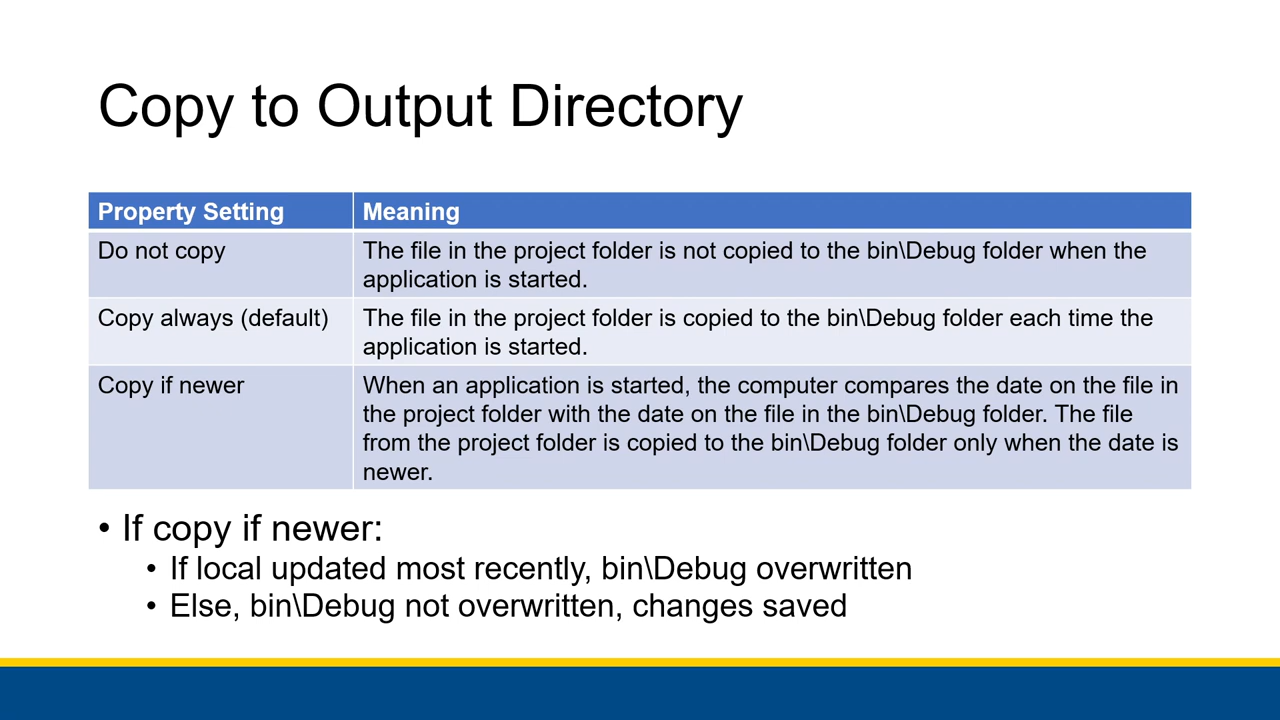 Copy to Output Directory
Property Setting
Meaning
Do not copy
The file in the project folder is not copied to the bin\Debug folder when the
application is started.
Copy always (default)
The file in the project folder is copied to the bin\Debug folder each time the
application is started.
Copy if newer
When an application is started, the computer compares the date on the file in
the project folder with the date on the file in the bin\Debug folder. The file
from the project folder is copied to the bin\Debug folder only when the date is
newer.
• If copy if newer:
• If local updated most recently, bin\Debug overwritten
• Else, bin\Debug not overwritten, changes saved